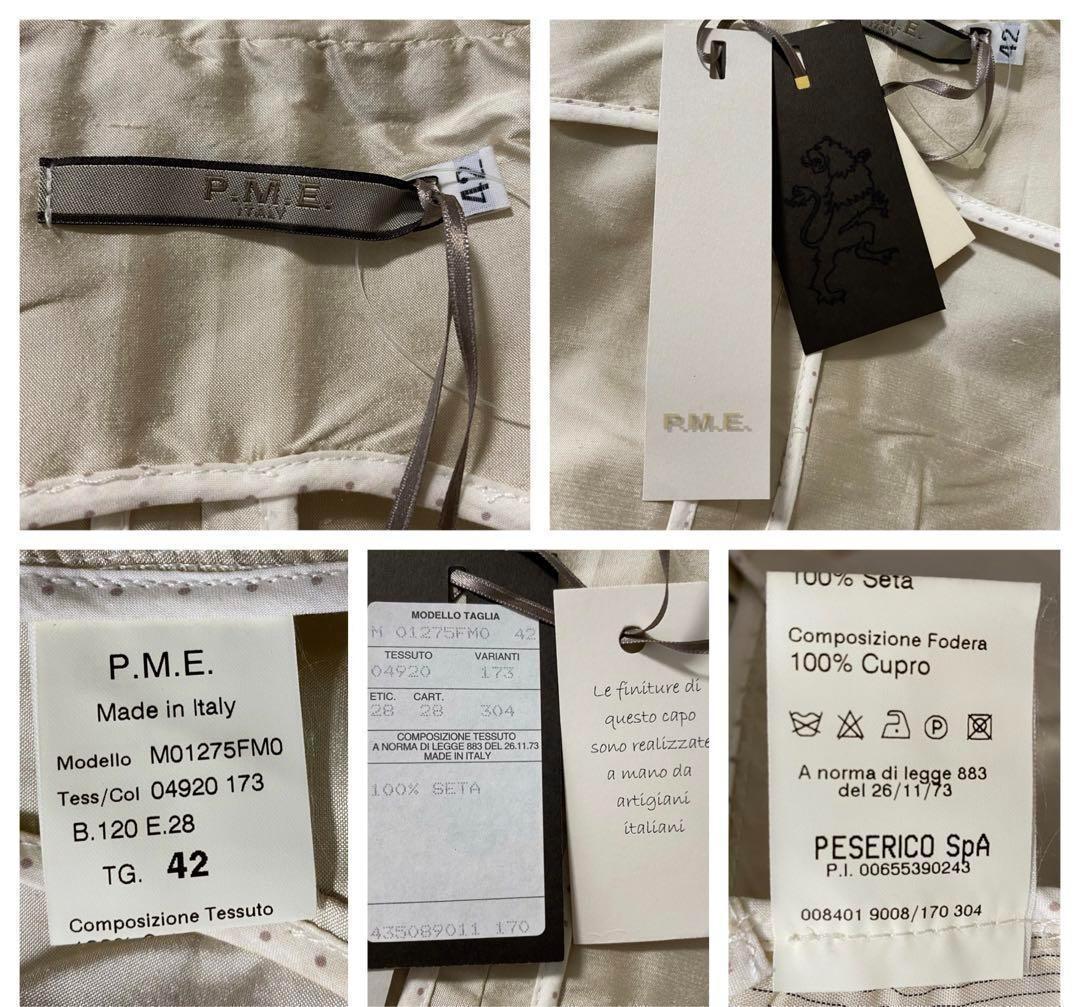 P.M.E.
ITALY
42
42
P.M.E.
P.M.E.
Made in Italy
Modello M01275FM0
Tess/Col 04920 173
B.120 E.28
TG. 42
Composizione Tessuto
MODELLO TAGLIA
M 01275FM0 42
TESSUTO VARIANTI
04920 173
ETIC. CART.
28 28 304
COMPOSIZIONE TESSUTO
A NORMA DI LEGGE 883 DEL 26.11.73
MADE IN ITALY
100% SETA
435089011 170
Le finiture di
questo capo
sono realizzate
a mano da
artigiani
italiani
100% Seta
Composizione Fodera
100% Cupro
P
A norma di legge 883
del 26/11/73
PESERICO SpA
P.I. 00655390243
008401 9008/170 304